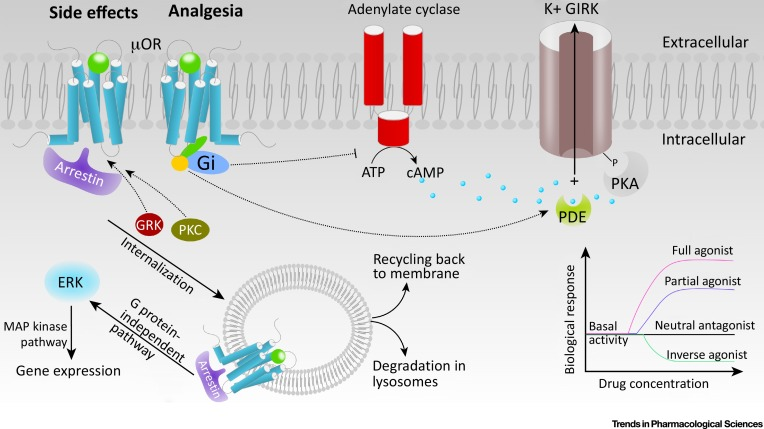 Side effects
Analgesia
Adenylate cyclase
K+ GIRK
μOR
Extracellular
Intracellular
Arrestin
Gi
ATP
cAMP
P
PKA
+
PDE
GRK
PKC
Internalization
ERK
MAP kinase
pathway
Gene expression
G protein-
independent
pathway
Arrestin
Recycling back
to membrane
Degradation in
lysosomes
Biological response
Full agonist
Partial agonist
Basal
activity
Neutral antagonist
Inverse agonist
Drug concentration
Trends in Pharmacological Sciences